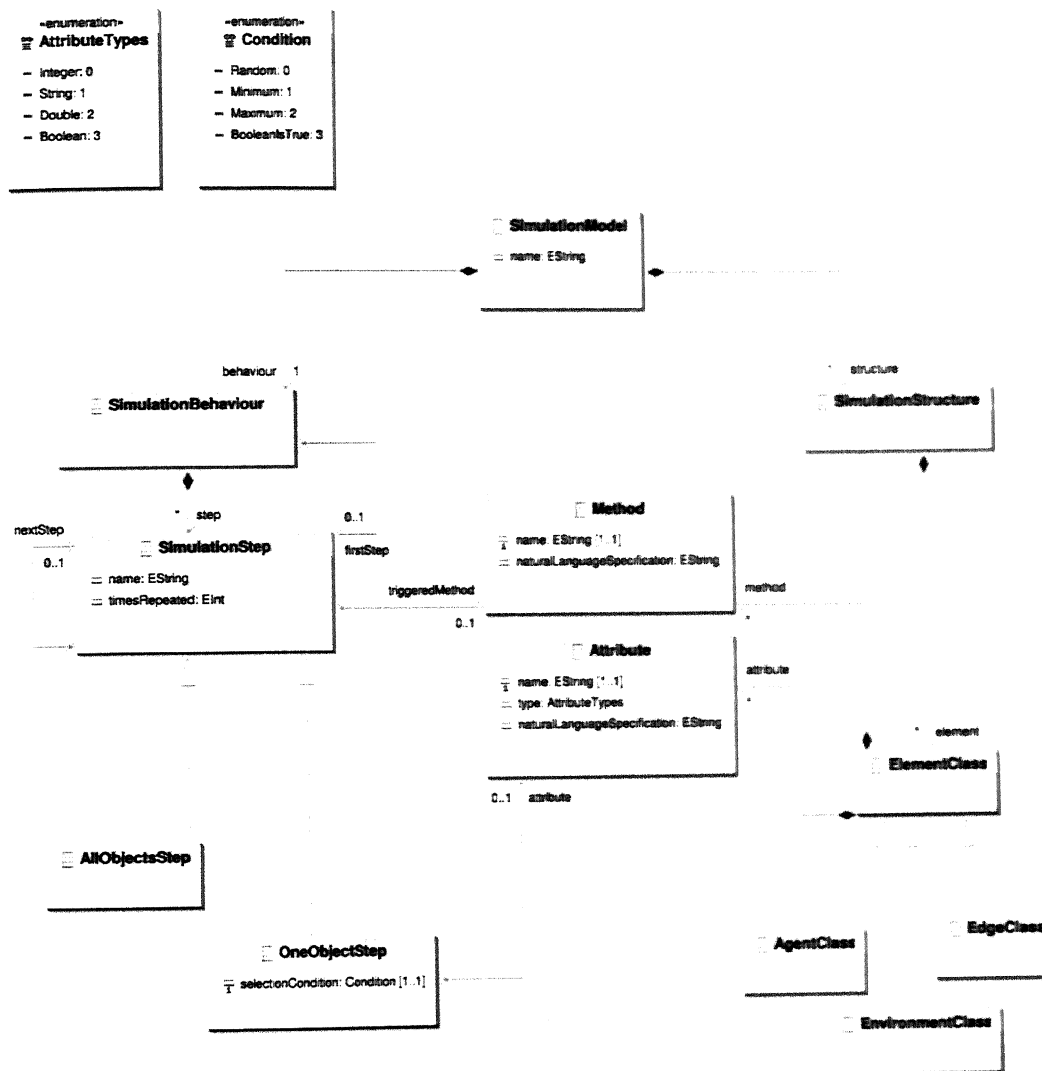 «enumeration»
AttributeTypes
Integer: 0
String: 1
Double: 2
Boolean: 3
«enumeration»
Condition
Random: 0
Minimum: 1
Maximum: 2
BooleanIsTrue: 3
SimulationModel
name: EString
behaviour 1
SimulationBehaviour
structure
SimulationStructure
* step
nextStep
0..1
SimulationStep
name: EString
timesRepeated: EInt
0..1
firstStep
triggeredMethod
0..1
Method
name: EString [1..1]
naturalLanguageSpecification: EString
method
*
Attribute
name: EString [1..1]
type: AttributeTypes
naturalLanguageSpecification: EString
attribute
*
0..1 attribute
* element
ElementClass
AllObjectsStep
OneObjectStep
selectionCondition: Condition [1..1]
AgentClass
EdgeClass
EnvironmentClass